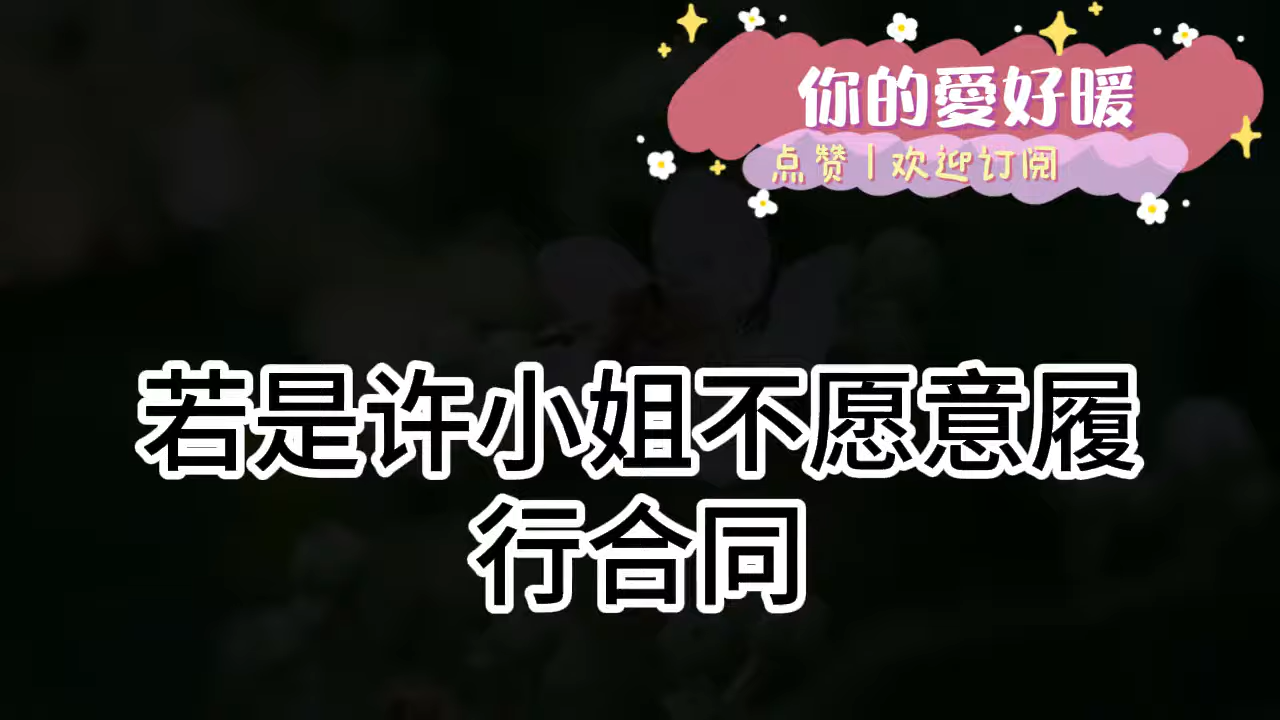 你的愛好暖
点赞|欢迎订阅
若是许小姐不愿意履
行合同